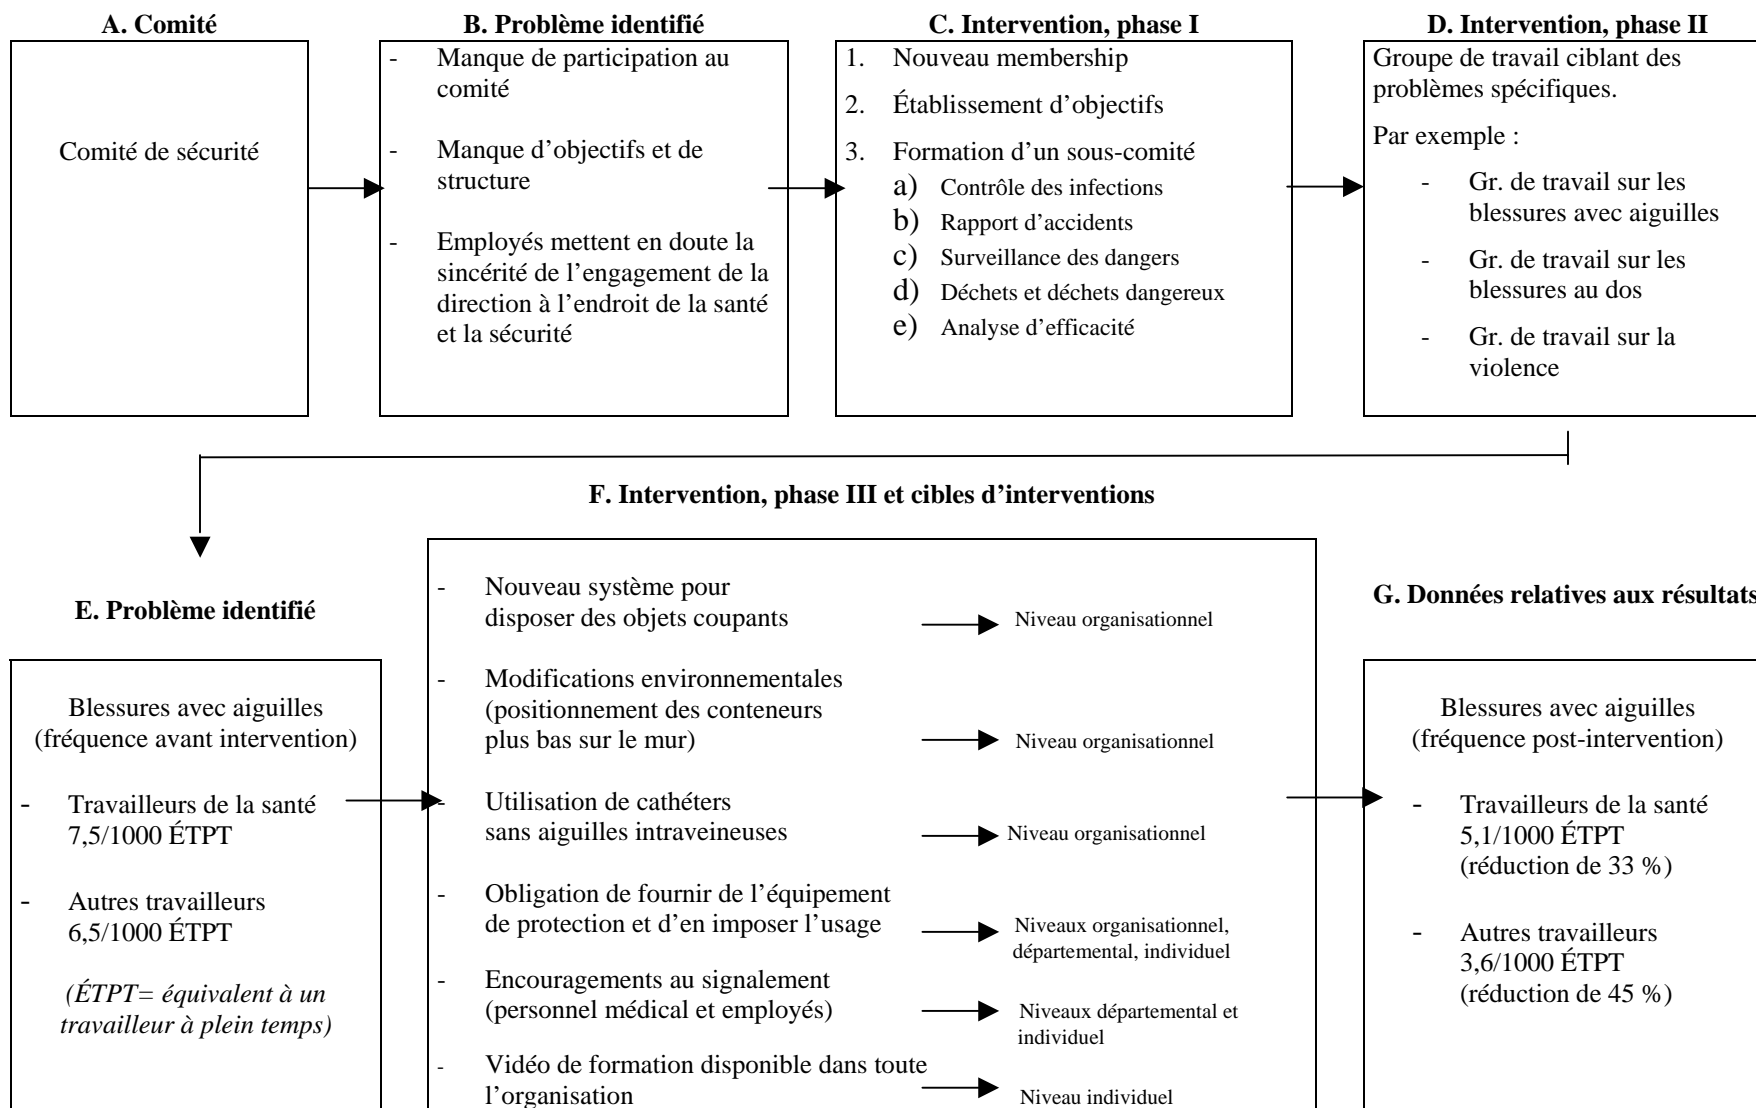 A. Comité
Comité de sécurité
B. Problème identifié
- Manque de participation au
comité
- Manque d’objectifs et de
structure
- Employés mettent en doute la
sincérité de l’engagement de la
direction à l’endroit de la santé
et la sécurité
C. Intervention, phase I
1. Nouveau membership
2. Établissement d’objectifs
3. Formation d’un sous-comité
a) Contrôle des infections
b) Rapport d’accidents
c) Surveillance des dangers
d) Déchets et déchets dangereux
e) Analyse d’efficacité
D. Intervention, phase II
Groupe de travail ciblant des
problèmes spécifiques.
Par exemple :
- Gr. de travail sur les
blessures avec aiguilles
- Gr. de travail sur les
blessures au dos
- Gr. de travail sur la
violence
E. Problème identifié
Blessures avec aiguilles
(fréquence avant intervention)
- Travailleurs de la santé
7,5/1000 ÉTPT
- Autres travailleurs
6,5/1000 ÉTPT
(ÉTPT= équivalent à un
travailleur à plein temps)
F. Intervention, phase III et cibles d’interventions
- Nouveau système pour
disposer des objets coupants
Niveau organisationnel
- Modifications environnementales
(positionnement des conteneurs
plus bas sur le mur)
Niveau organisationnel
- Utilisation de cathéters
sans aiguilles intraveineuses
Niveau organisationnel
- Obligation de fournir de l’équipement
de protection et d’en imposer l’usage
Niveaux organisationnel,
départemental, individuel
- Encouragements au signalement
(personnel médical et employés)
Niveaux départemental et
individuel
- Vidéo de formation disponible dans toute
l’organisation
Niveau individuel
G. Données relatives aux résultats
Blessures avec aiguilles
(fréquence post-intervention)
- Travailleurs de la santé
5,1/1000 ÉTPT
(réduction de 33 %)
- Autres travailleurs
3,6/1000 ÉTPT
(réduction de 45 %)